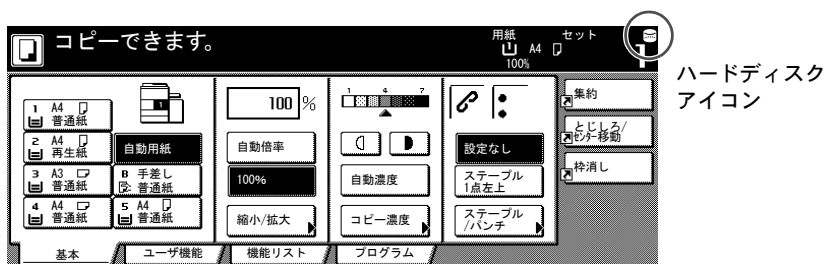 コピーできます。
用紙
A4
100%
セット
1
ハードディスク
アイコン
1 A4
普通紙
2 A4
再生紙
3 A3
普通紙
4 A4
普通紙
自動用紙
B 手差し
普通紙
5 A4
普通紙
100 %
自動倍率
100%
縮小/拡大
1 4 7
自動濃度
コピー濃度
設定なし
ステープル
1点左上
ステープル
/パンチ
集約
とじしろ/
センター移動
枠消し
基本
ユーザ機能
機能リスト
プログラム